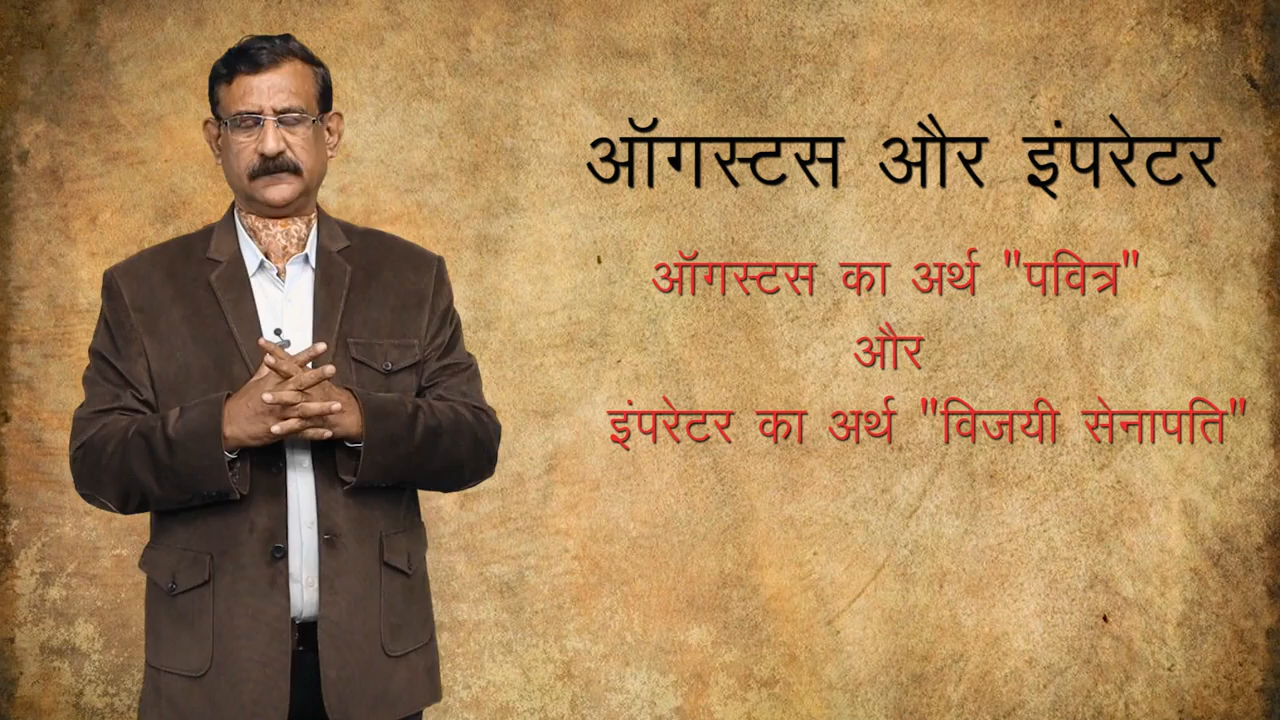 ऑगस्टस और इंपरेटर
ऑगस्टस का अर्थ "पवित्र"
और
इंपरेटर का अर्थ "विजयी सेनापति"